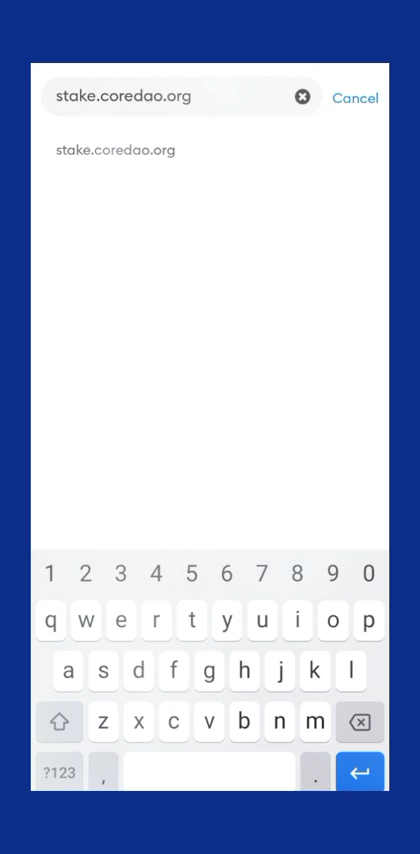 stake.coredao.org Cancel
stake.coredao.org
1 2 3 4 5 6 7 8 9 0
q w e r t y u i o p
a s d f g h j k l
z x c v b n m
?123 , .